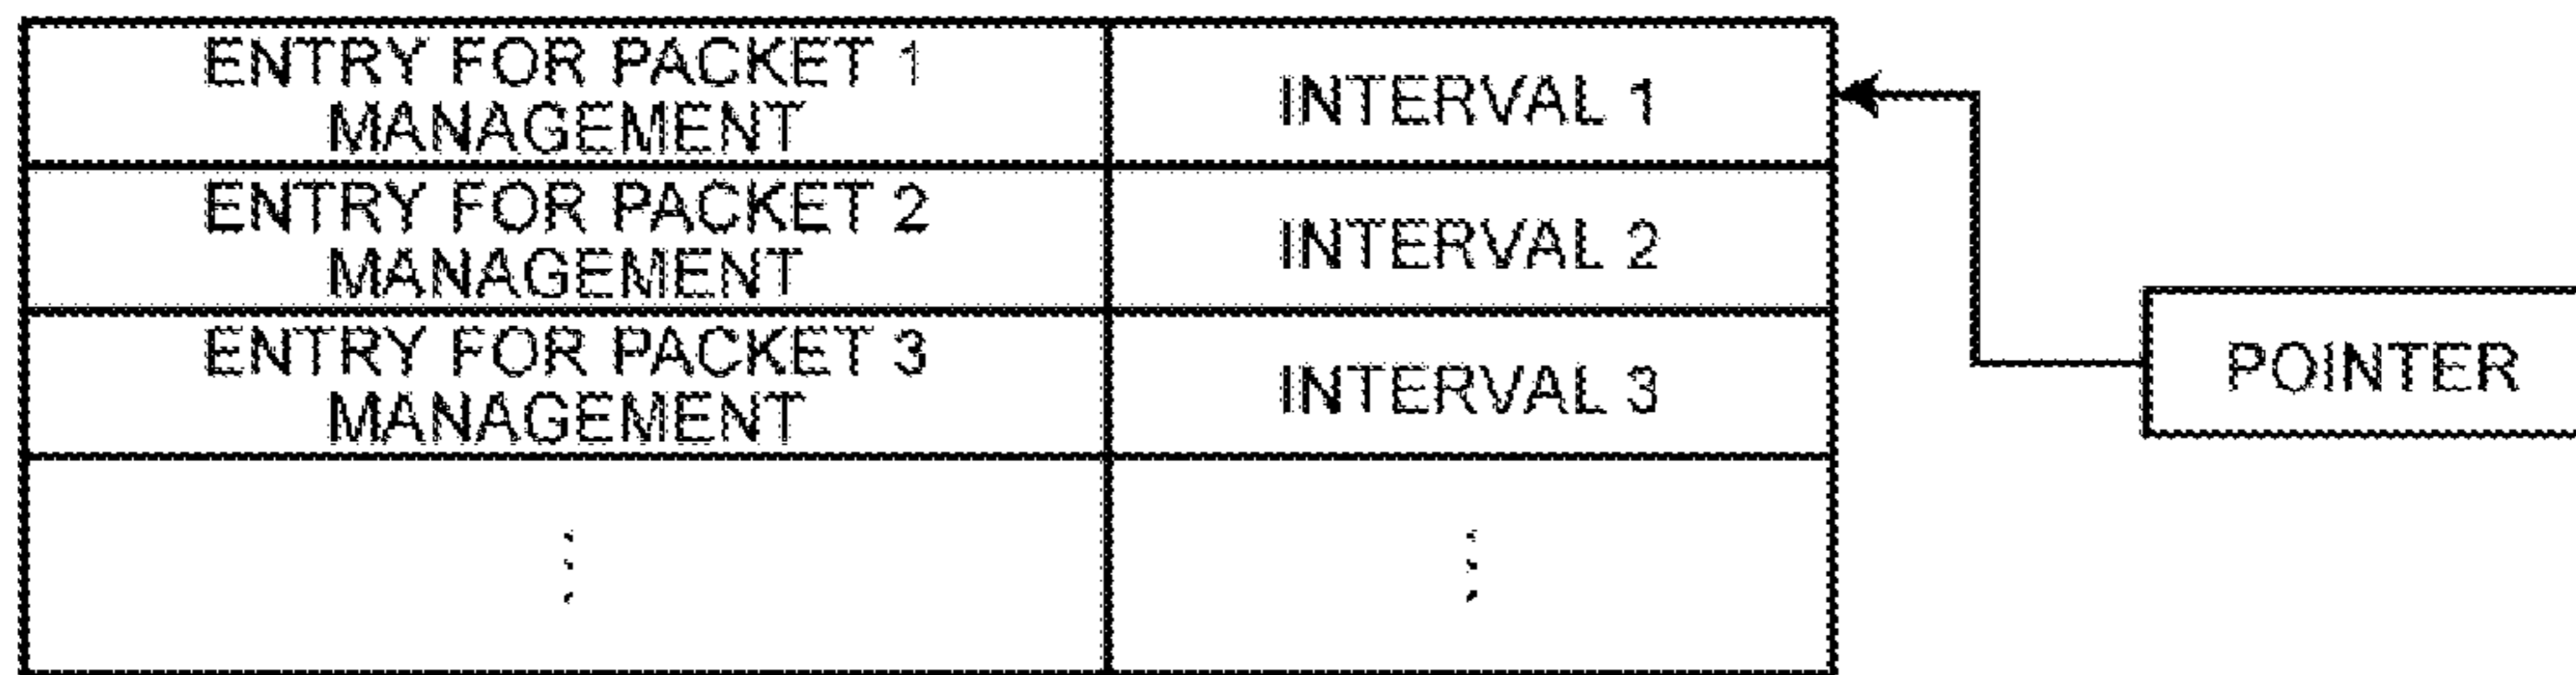 ENTRY FOR PACKET 1
MANAGEMENT
INTERVAL 1
ENTRY FOR PACKET 2
MANAGEMENT
INTERVAL 2
ENTRY FOR PACKET 3
MANAGEMENT
INTERVAL 3
POINTER